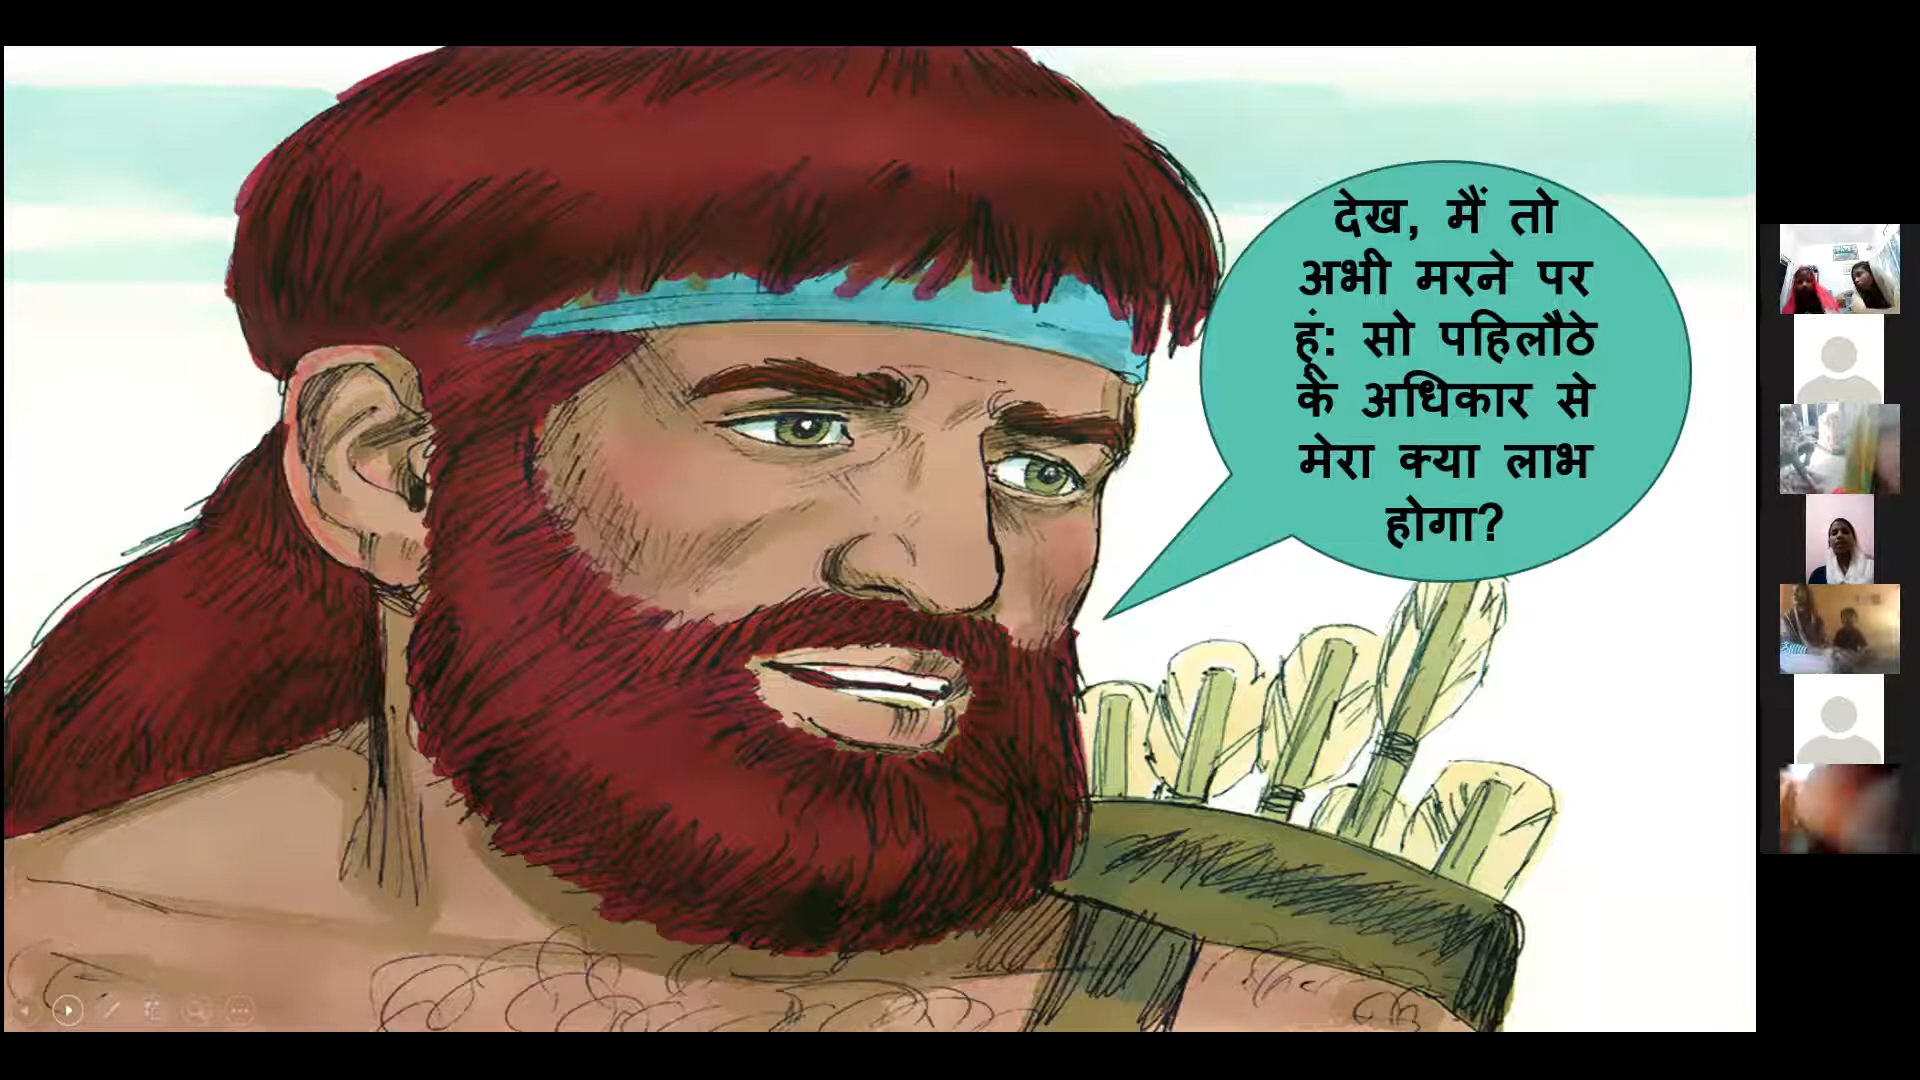 देख, मैं तो
अभी मरने पर
हूं: सो पहिलौठे
के अधिकार से
मेरा क्या लाभ
होगा?